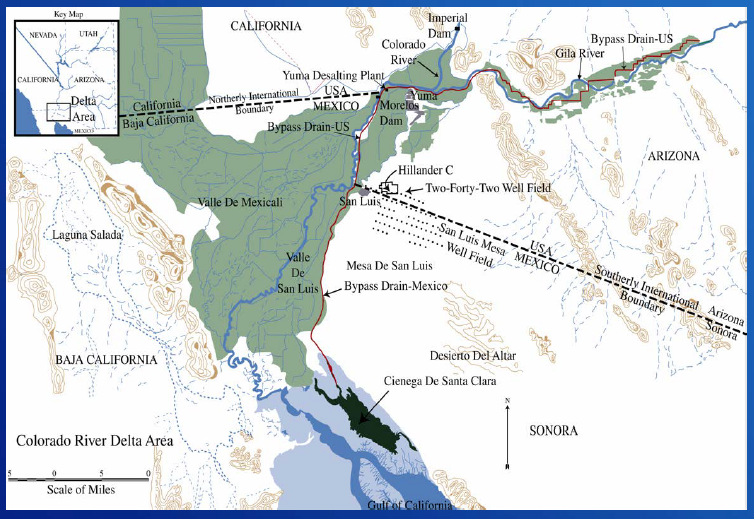 Key Map
NEVADA
UTAH
CALIFORNIA
ARIZONA
Delta
Area
MEXICO
CALIFORNIA
Imperial
Dam
Colorado
River
Bypass Drain-US
Gila River
Yuma Desalting Plant
USA
MEXICO
California
Baja California
Northerly International
Boundary
Yuma
Morelos
Dam
Bypass Drain-US
ARIZONA
Hillander C
Two-Forty-Two Well Field
San Luis
Valle De Mexicali
Laguna Salada
San Luis Mesa
Well Field
USA
MEXICO
Valle
De
San Luis
Mesa De San Luis
Bypass Drain-Mexico
Southerly International
Boundary
Arizona
Sonora
BAJA CALIFORNIA
Desierto Del Altar
Cienega De Santa Clara
N
SONORA
Colorado River Delta Area
5 0 5 0
Scale of Miles
Gulf of California